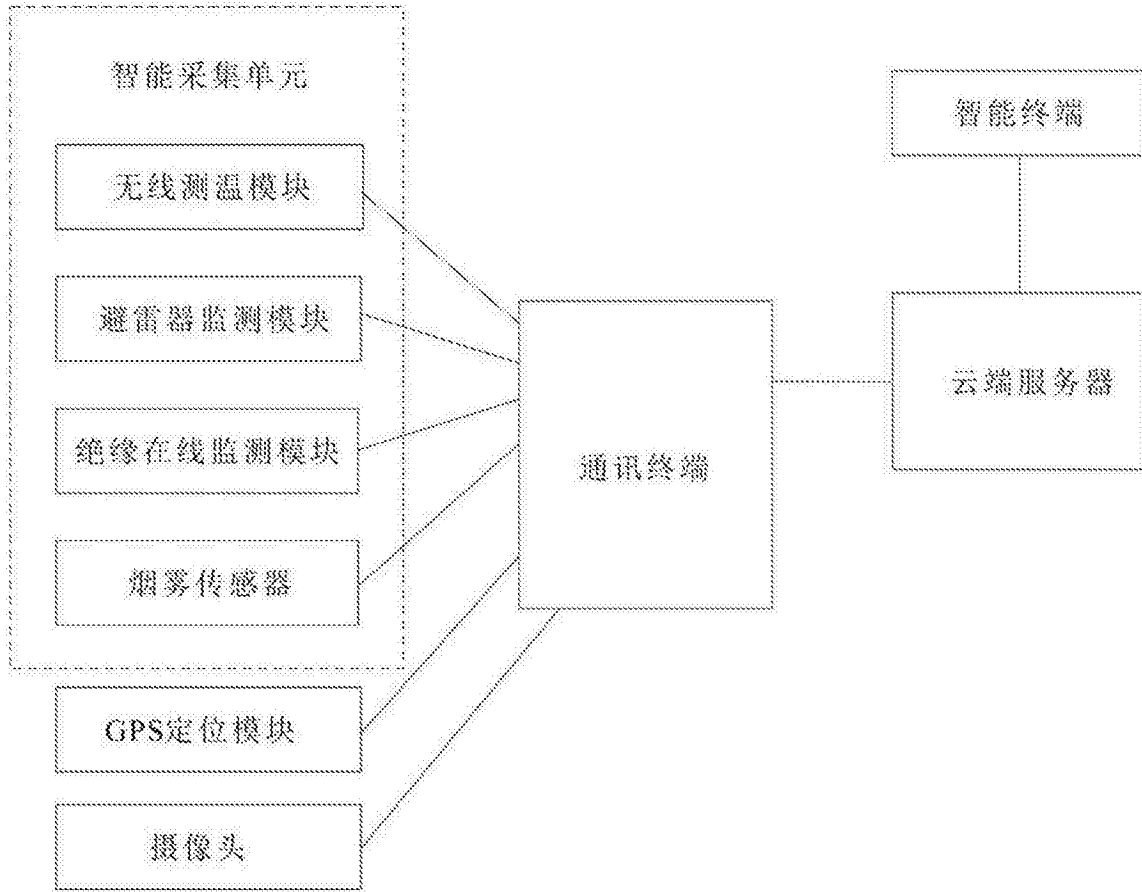 智能采集单元
无线测温模块
避雷器监测模块
绝缘在线监测模块
烟雾传感器
GPS定位模块
摄像头
通讯终端
智能终端
云端服务器